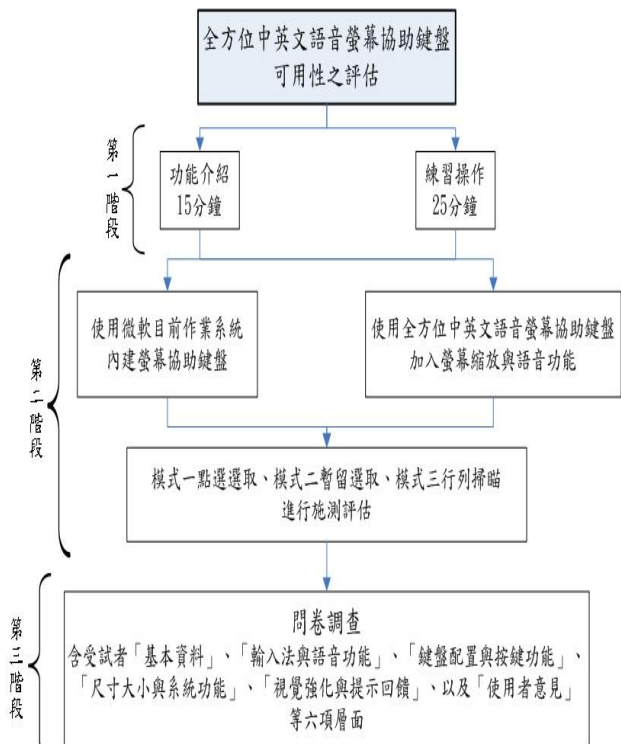 全方位中英文語音螢幕協助鍵盤
可用性之評估
第一階段
功能介紹
15分鐘
練習操作
25分鐘
第二階段
使用微軟目前作業系統
內建螢幕協助鍵盤
使用全方位中英文語音螢幕協助鍵盤
加入螢幕縮放與語音功能
模式一點選選取、模式二暫留選取、模式三行列掃瞄
進行施測評估
第三階段
問卷調查
含受試者「基本資料」、「輸入法與語音功能」、「鍵盤配置與按鍵功能」、
「尺寸大小與系統功能」、「視覺強化與提示回饋」、以及「使用者意見」
等六項層面